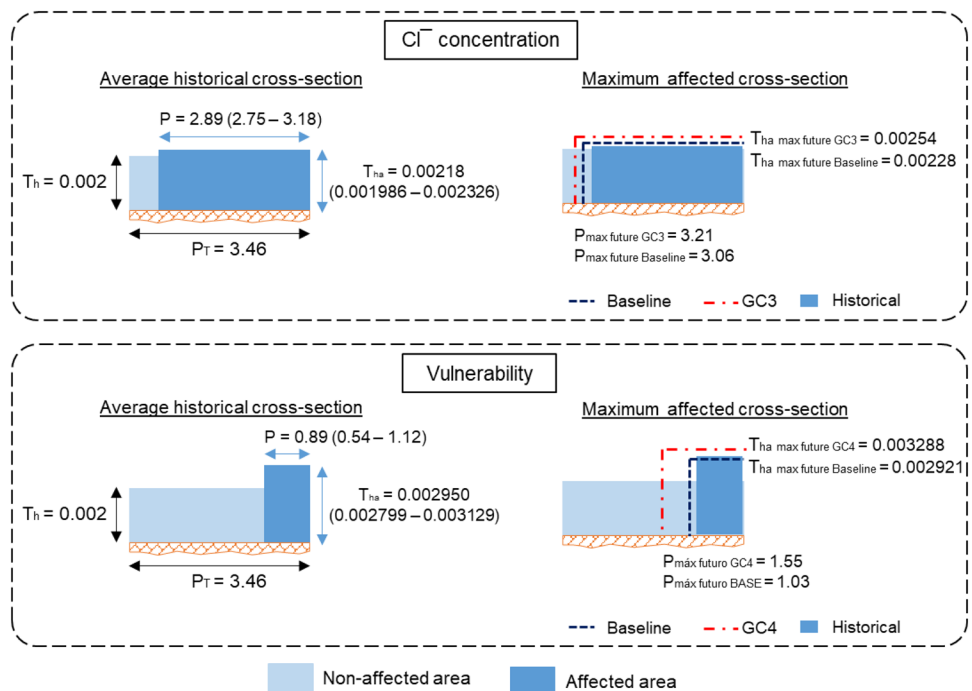 Cl⁻ concentration
Average historical cross-section
P = 2.89 (2.75 – 3.18)
Th = 0.002
Tha = 0.00218
(0.001986 – 0.002326)
PT = 3.46
Maximum affected cross-section
Tha max future GC3 = 0.00254
Tha max future Baseline = 0.00228
Pmax future GC3 = 3.21
Pmax future Baseline = 3.06
Baseline GC3 Historical
Vulnerability
Average historical cross-section
P = 0.89 (0.54 – 1.12)
Th = 0.002
Tha = 0.002950
(0.002799 – 0.003129)
PT = 3.46
Maximum affected cross-section
Tha max future GC4 = 0.003288
Tha max future Baseline = 0.002921
Pmáx futuro GC4 = 1.55
Pmáx futuro BASE = 1.03
Baseline GC4 Historical
Non-affected area Affected area